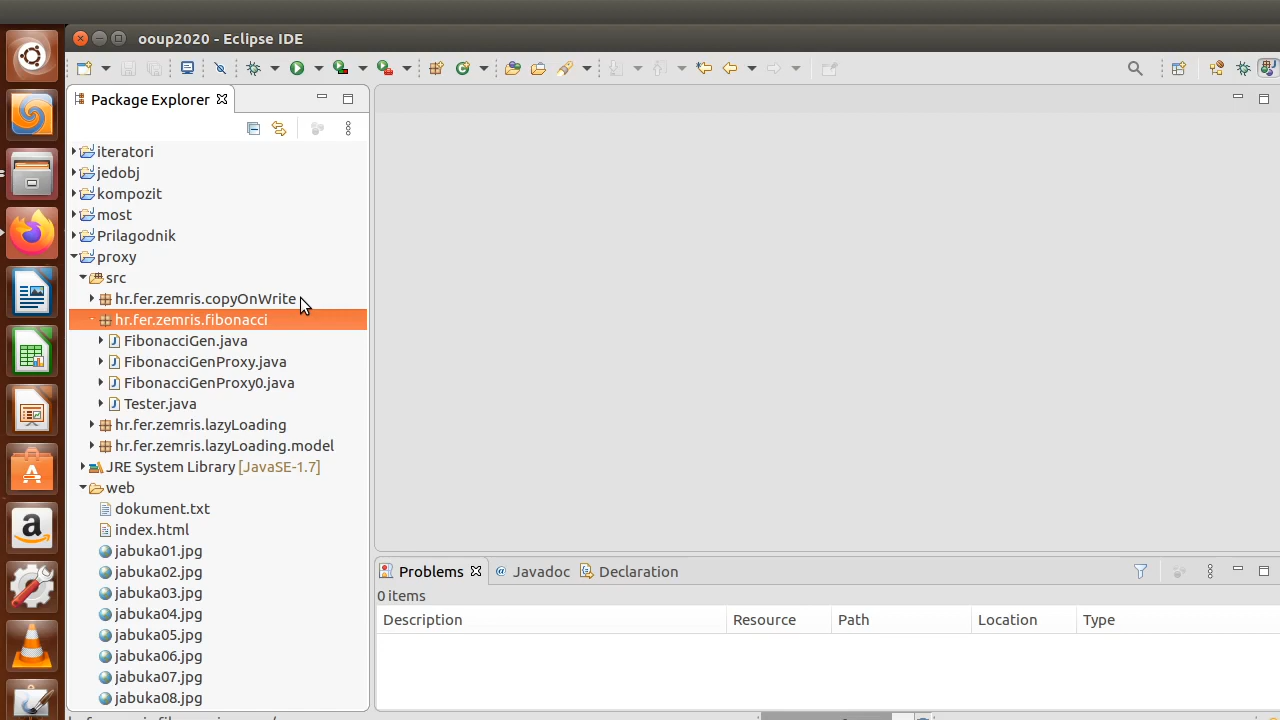 ooup2020 - Eclipse IDE
Package Explorer
iteratori
jedobj
kompozit
most
Prilagodnik
proxy
src
hr.fer.zemris.copyOnWrite
hr.fer.zemris.fibonacci
FibonacciGen.java
FibonacciGenProxy.java
FibonacciGenProxy0.java
Tester.java
hr.fer.zemris.lazyLoading
hr.fer.zemris.lazyLoading.model
JRE System Library [JavaSE-1.7]
web
dokument.txt
index.html
jabuka01.jpg
jabuka02.jpg
jabuka03.jpg
jabuka04.jpg
jabuka05.jpg
jabuka06.jpg
jabuka07.jpg
jabuka08.jpg
Problems Javadoc Declaration
0 items
Description Resource Path Location Type